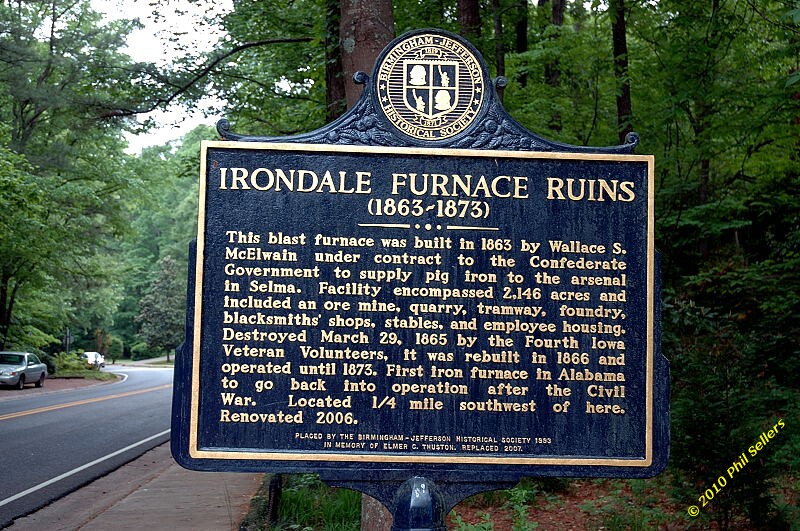 BIRMINGHAM-JEFFERSON
HISTORICAL SOCIETY
IRONDALE FURNACE RUINS
(1863-1873)
This blast furnace was built in 1863 by Wallace S.
McElwain under contract to the Confederate
Government to supply pig iron to the arsenal
in Selma. Facility encompassed 2,146 acres and
included an ore mine, quarry, tramway, foundry,
blacksmiths' shops, stables, and employee housing.
Destroyed March 29, 1865 by the Fourth Iowa
Veteran Volunteers, it was rebuilt in 1866 and
operated until 1873. First iron furnace in Alabama
to go back into operation after the Civil
War. Located 1/4 mile southwest of here.
Renovated 2006.
PLACED BY THE BIRMINGHAM-JEFFERSON HISTORICAL SOCIETY 1993
IN MEMORY OF ELMER C. THUSTON. REPLACED 2007.
© 2010 Phil Sellers